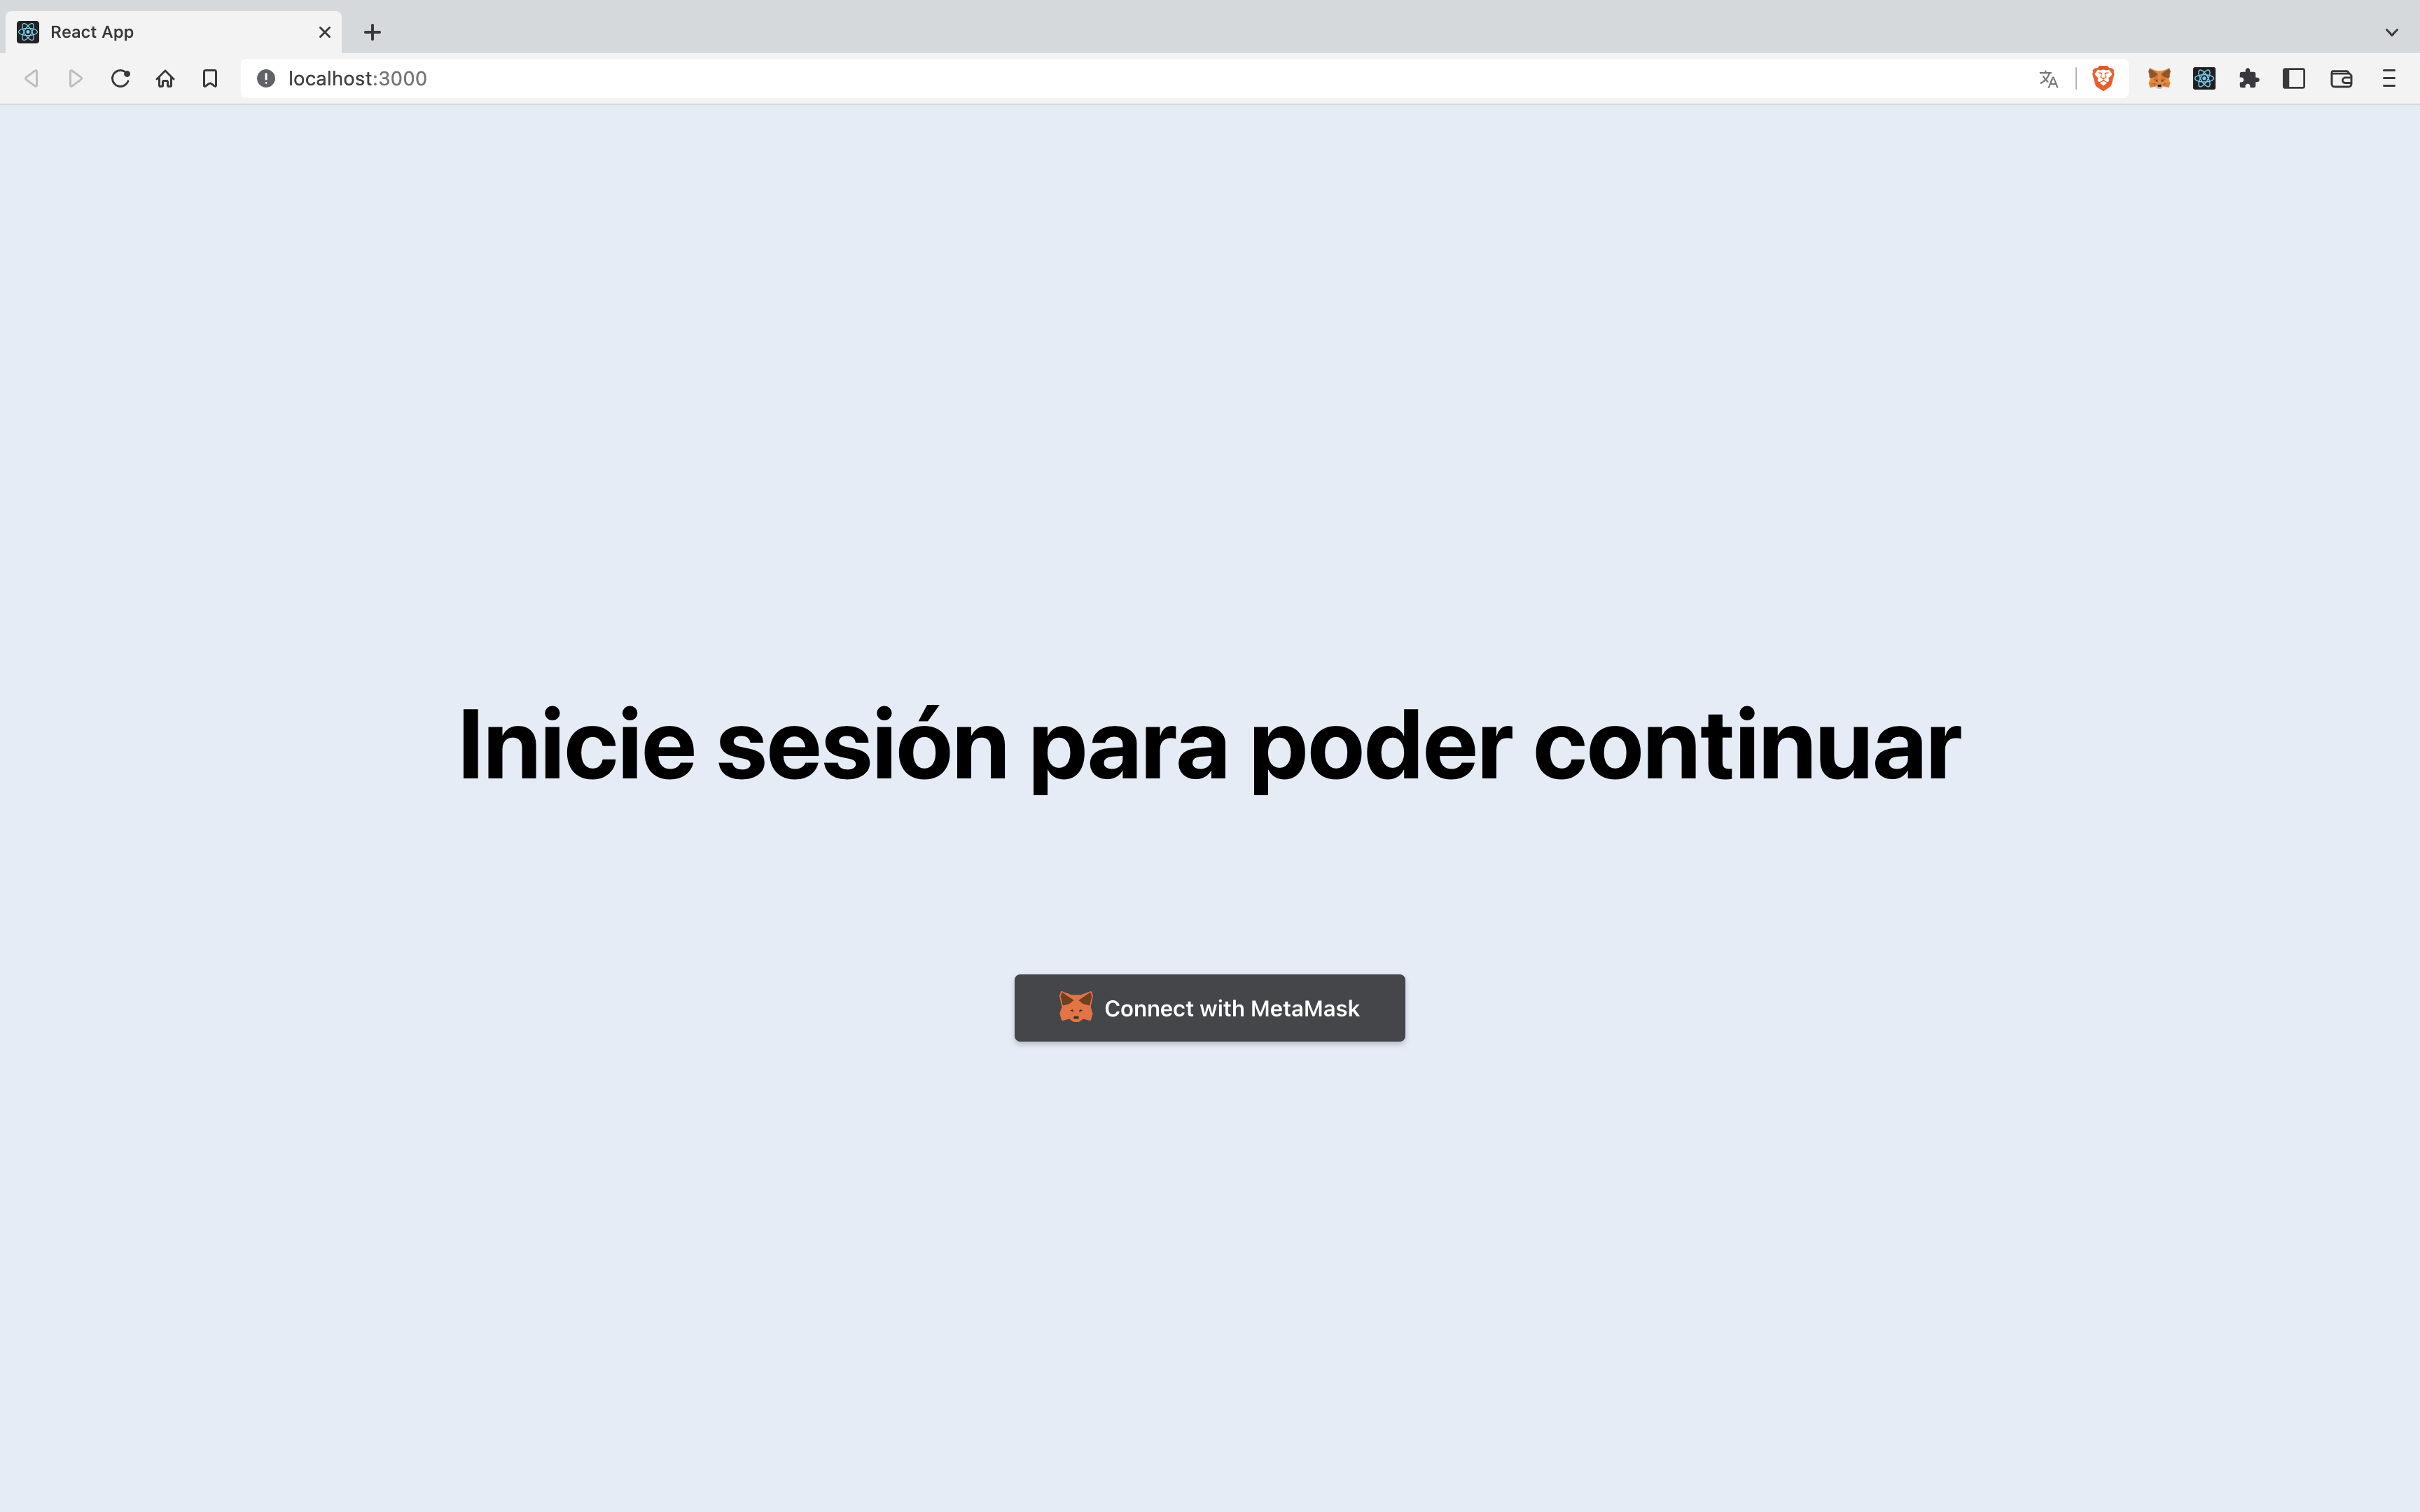 React App
localhost:3000
Inicie sesión para poder continuar
Connect with MetaMask